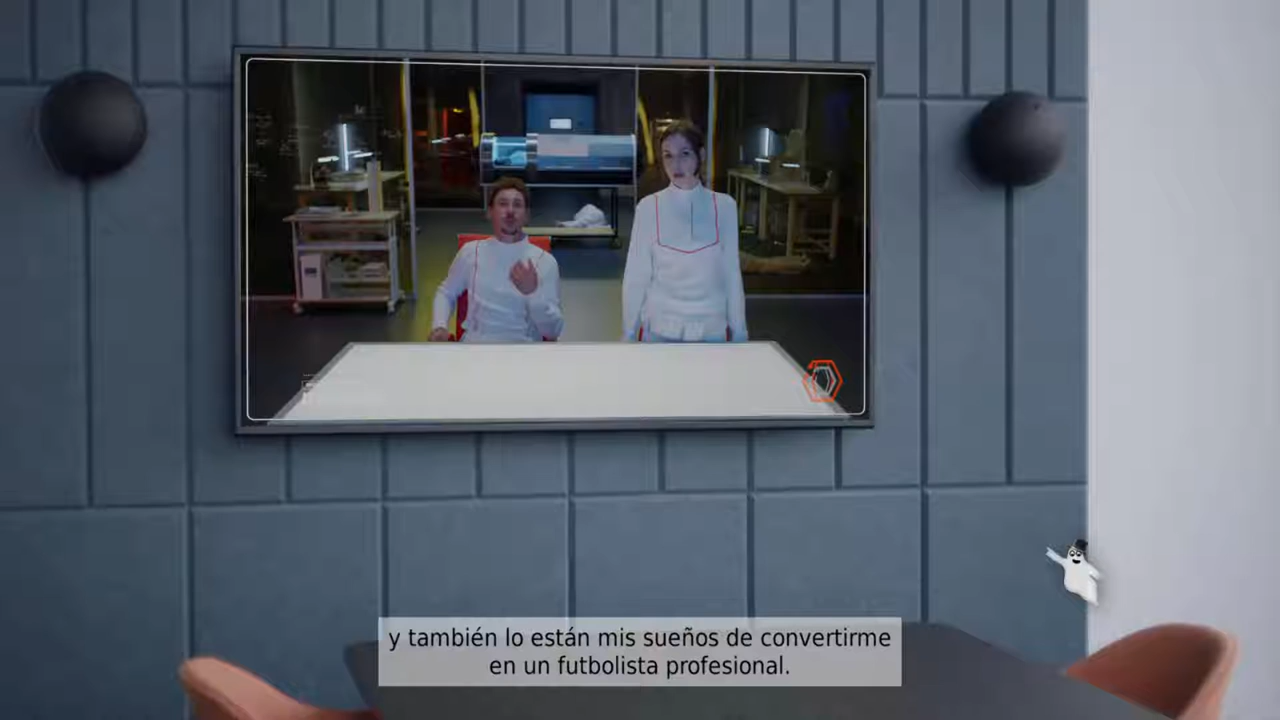 y también lo están mis sueños de convertirme
en un futbolista profesional.